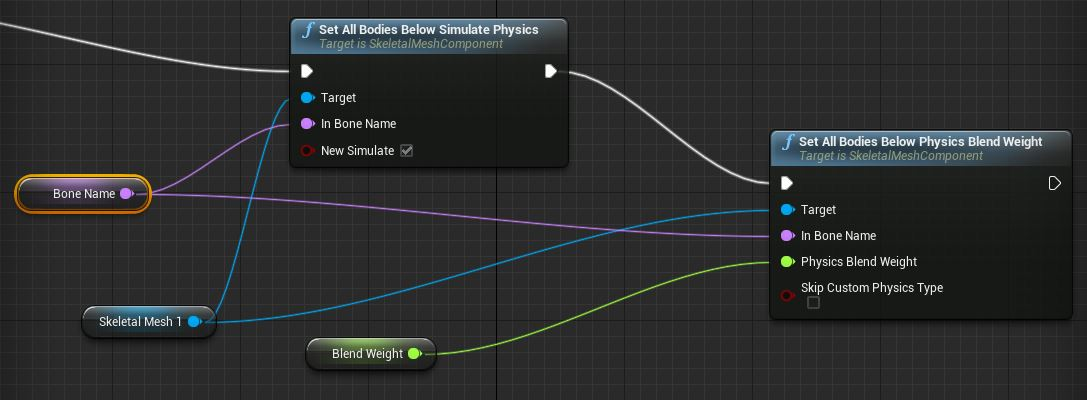 f Set All Bodies Below Simulate Physics
Target is SkeletalMeshComponent
Target
In Bone Name
New Simulate
Bone Name
Skeletal Mesh 1
Blend Weight
f Set All Bodies Below Physics Blend Weight
Target is SkeletalMeshComponent
Target
In Bone Name
Physics Blend Weight
Skip Custom Physics Type